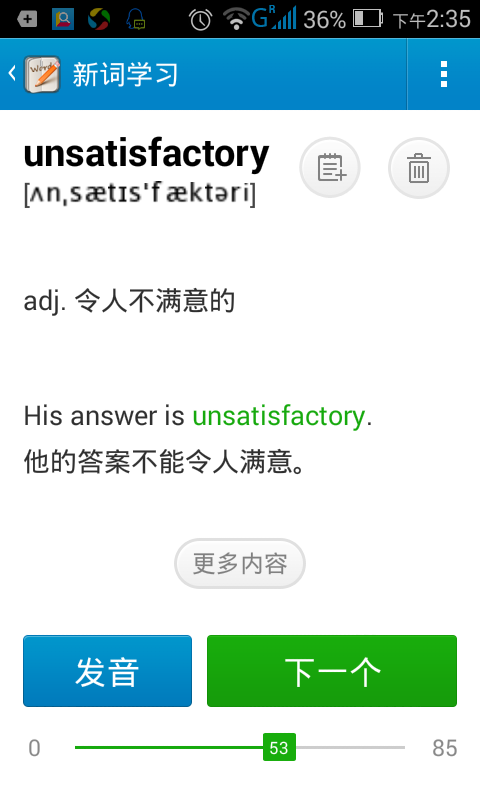 G R 36% 下午2:35
Words 新词学习
unsatisfactory
[ʌnˌsætɪsˈfæktəri]
adj. 令人不满意的
His answer is unsatisfactory.
他的答案不能令人满意。
更多内容
发音 下一个
0 53 85